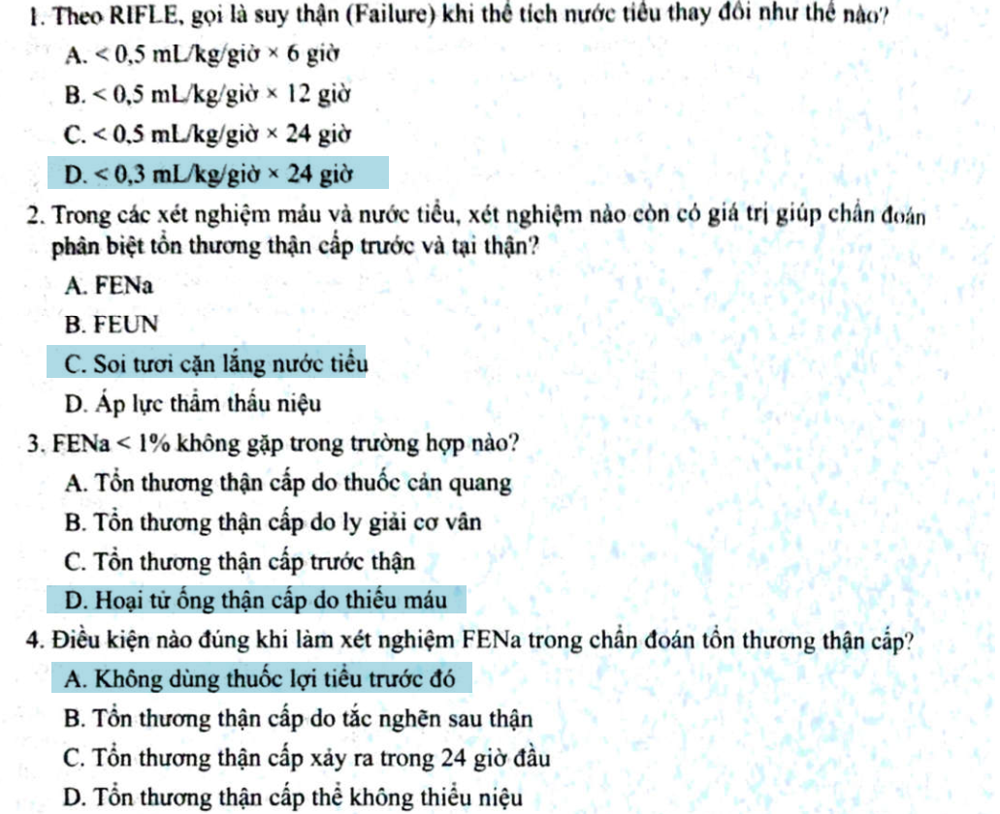 1. Theo RIFLE, gọi là suy thận (Failure) khi thể tích nước tiểu thay đổi như thế nào?
A. < 0,5 mL/kg/giờ × 6 giờ
B. < 0,5 mL/kg/giờ × 12 giờ
C. < 0,5 mL/kg/giờ × 24 giờ
D. < 0,3 mL/kg/giờ × 24 giờ
2. Trong các xét nghiệm máu và nước tiểu, xét nghiệm nào còn có giá trị giúp chẩn đoán
phân biệt tổn thương thận cấp trước và tại thận?
A. FENa
B. FEUN
C. Soi tươi cặn lắng nước tiểu
D. Áp lực thẩm thấu niệu
3. FENa < 1% không gặp trong trường hợp nào?
A. Tổn thương thận cấp do thuốc cản quang
B. Tổn thương thận cấp do ly giải cơ vân
C. Tổn thương thận cấp trước thận
D. Hoại tử ống thận cấp do thiếu máu
4. Điều kiện nào đúng khi làm xét nghiệm FENa trong chẩn đoán tổn thương thận cấp?
A. Không dùng thuốc lợi tiểu trước đó
B. Tổn thương thận cấp do tắc nghẽn sau thận
C. Tổn thương thận cấp xảy ra trong 24 giờ đầu
D. Tổn thương thận cấp thể không thiểu niệu